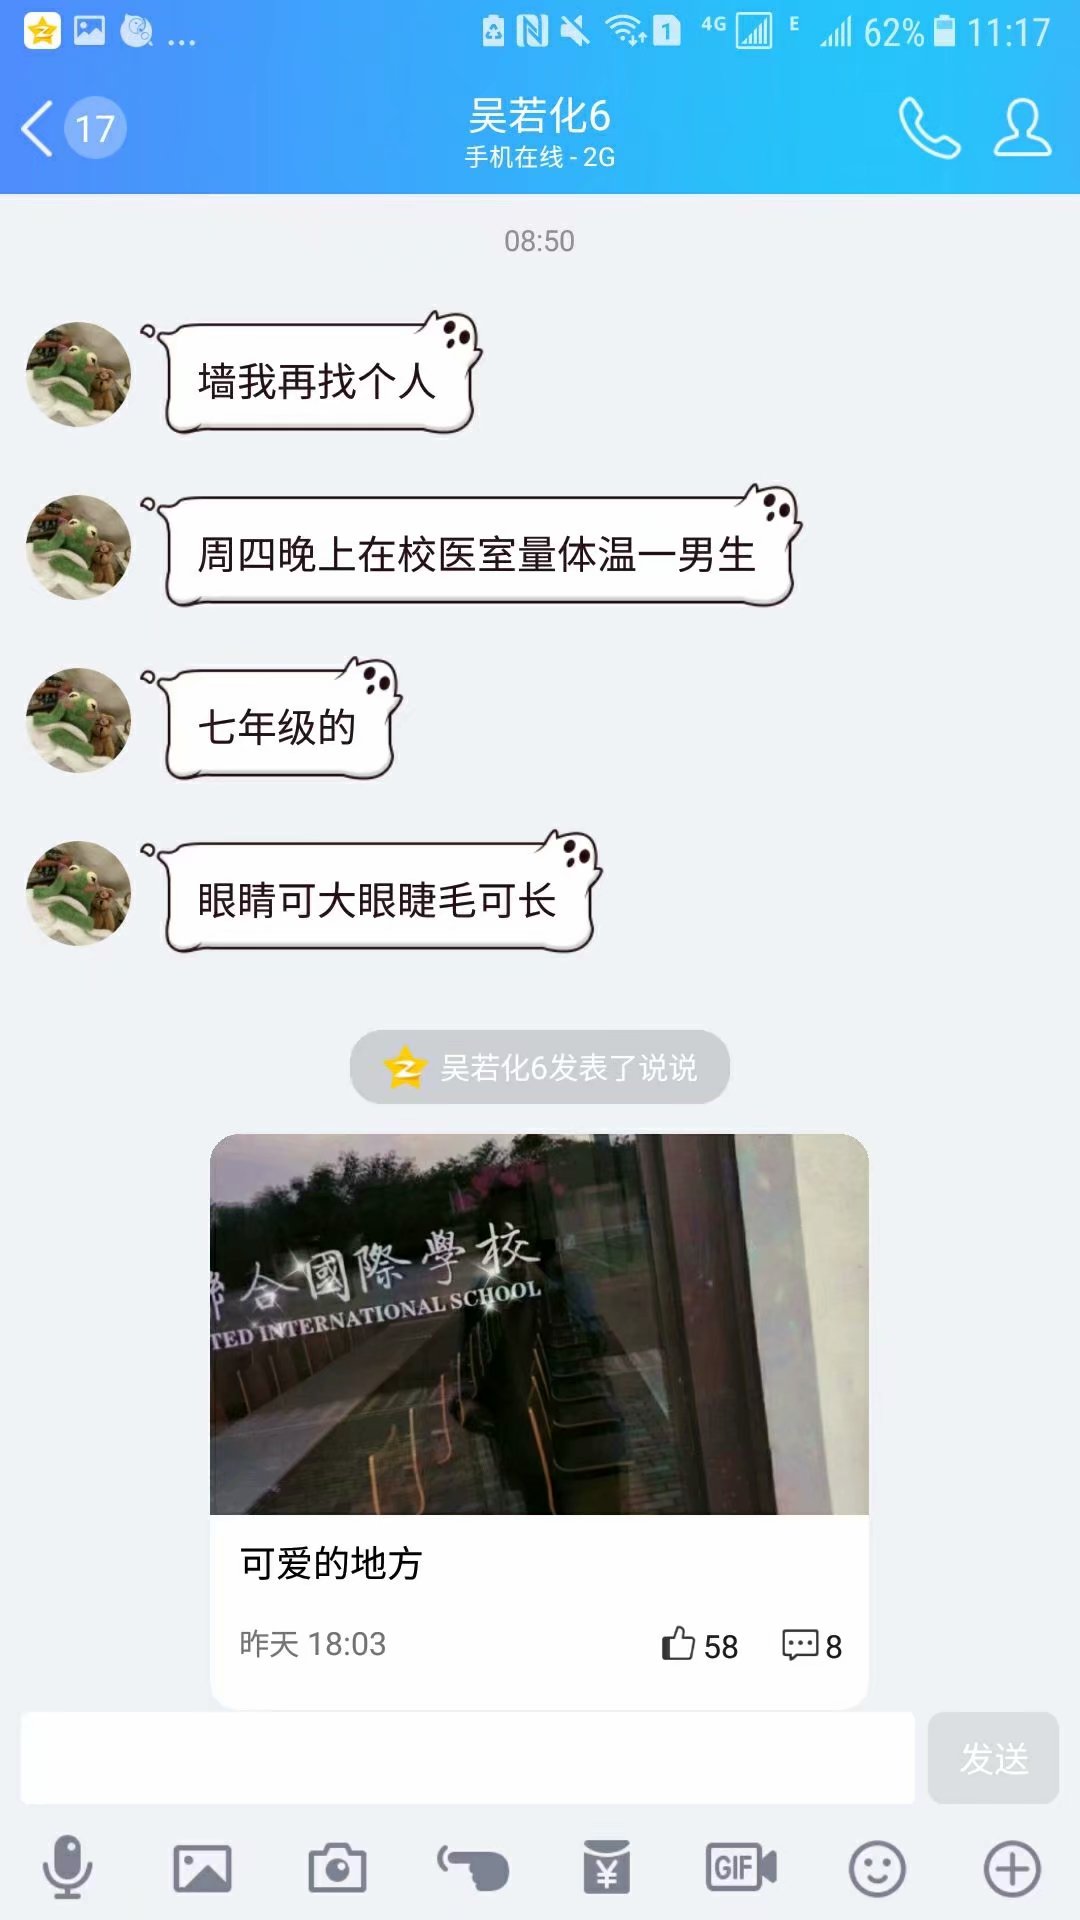 4G E 62% 11:17
17
吴若化6
手机在线 - 2G
08:50
墙我再找个人
周四晚上在校医室量体温一男生
七年级的
眼睛可大眼睫毛可长
吴若化6发表了说说
合國際學校
TED INTERNATIONAL SCHOOL
可爱的地方
昨天 18:03
58
8
发送
GIF